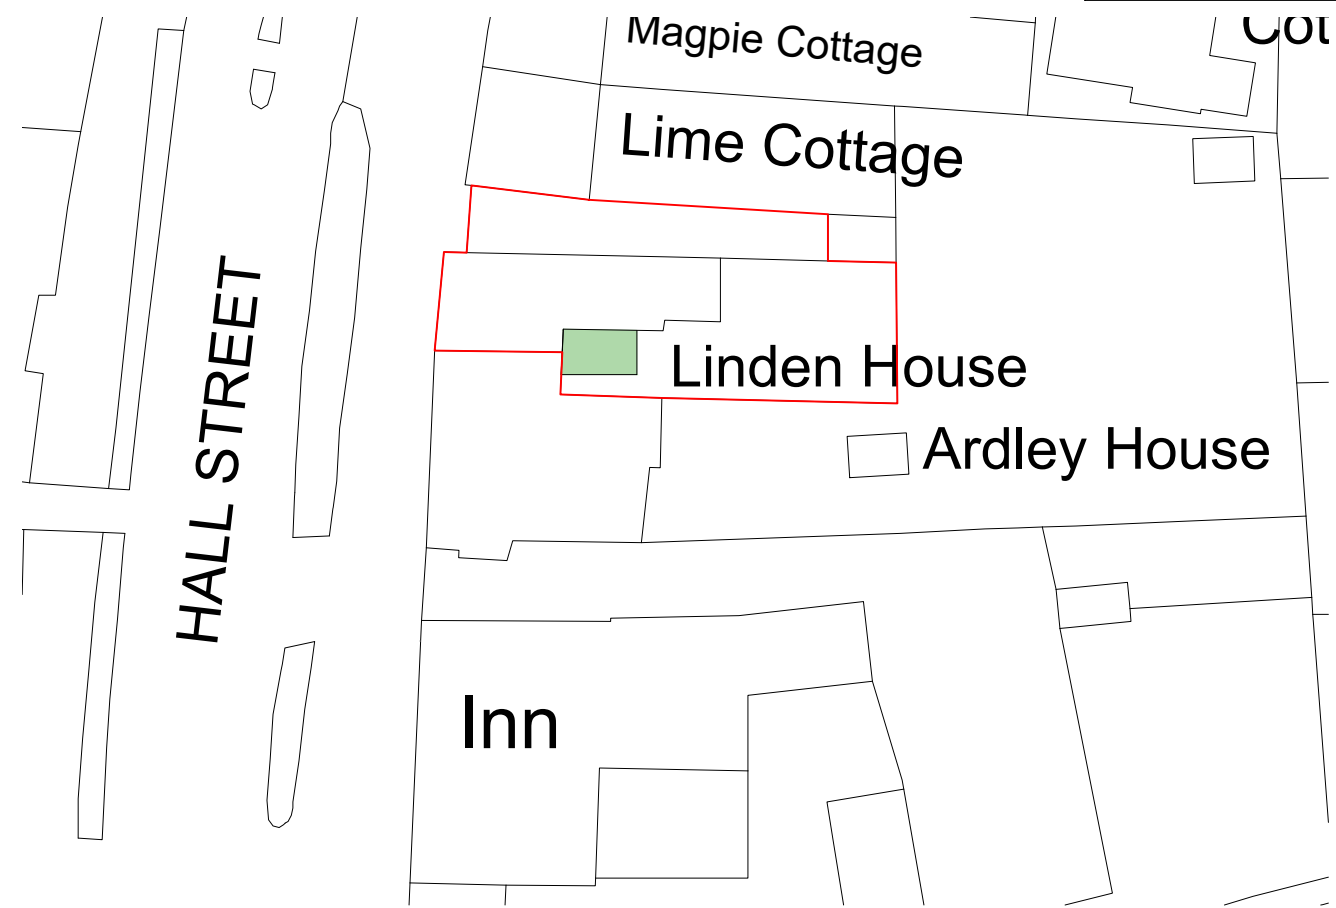 Magpie Cottage
Lime Cottage
HALL STREET
Linden House
Ardley House
Inn